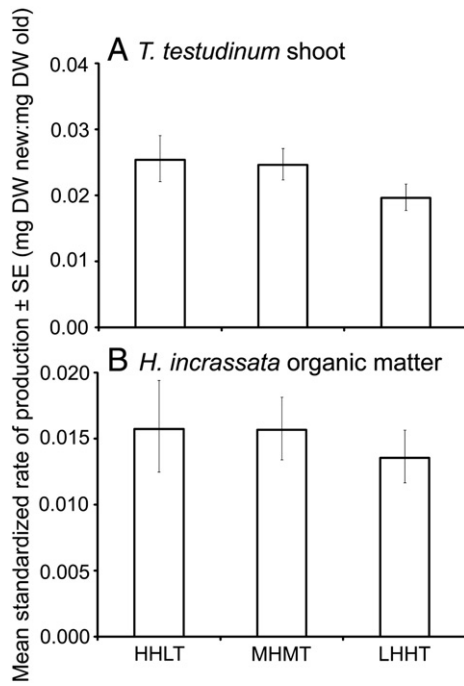 Mean standardized rate of production ± SE (mg DW new:mg DW old)
A T. testudinum shoot
0.04
0.03
0.02
0.01
0.00
B H. incrassata organic matter
0.020
0.015
0.010
0.005
0.000
HHLT MHMT LHHT